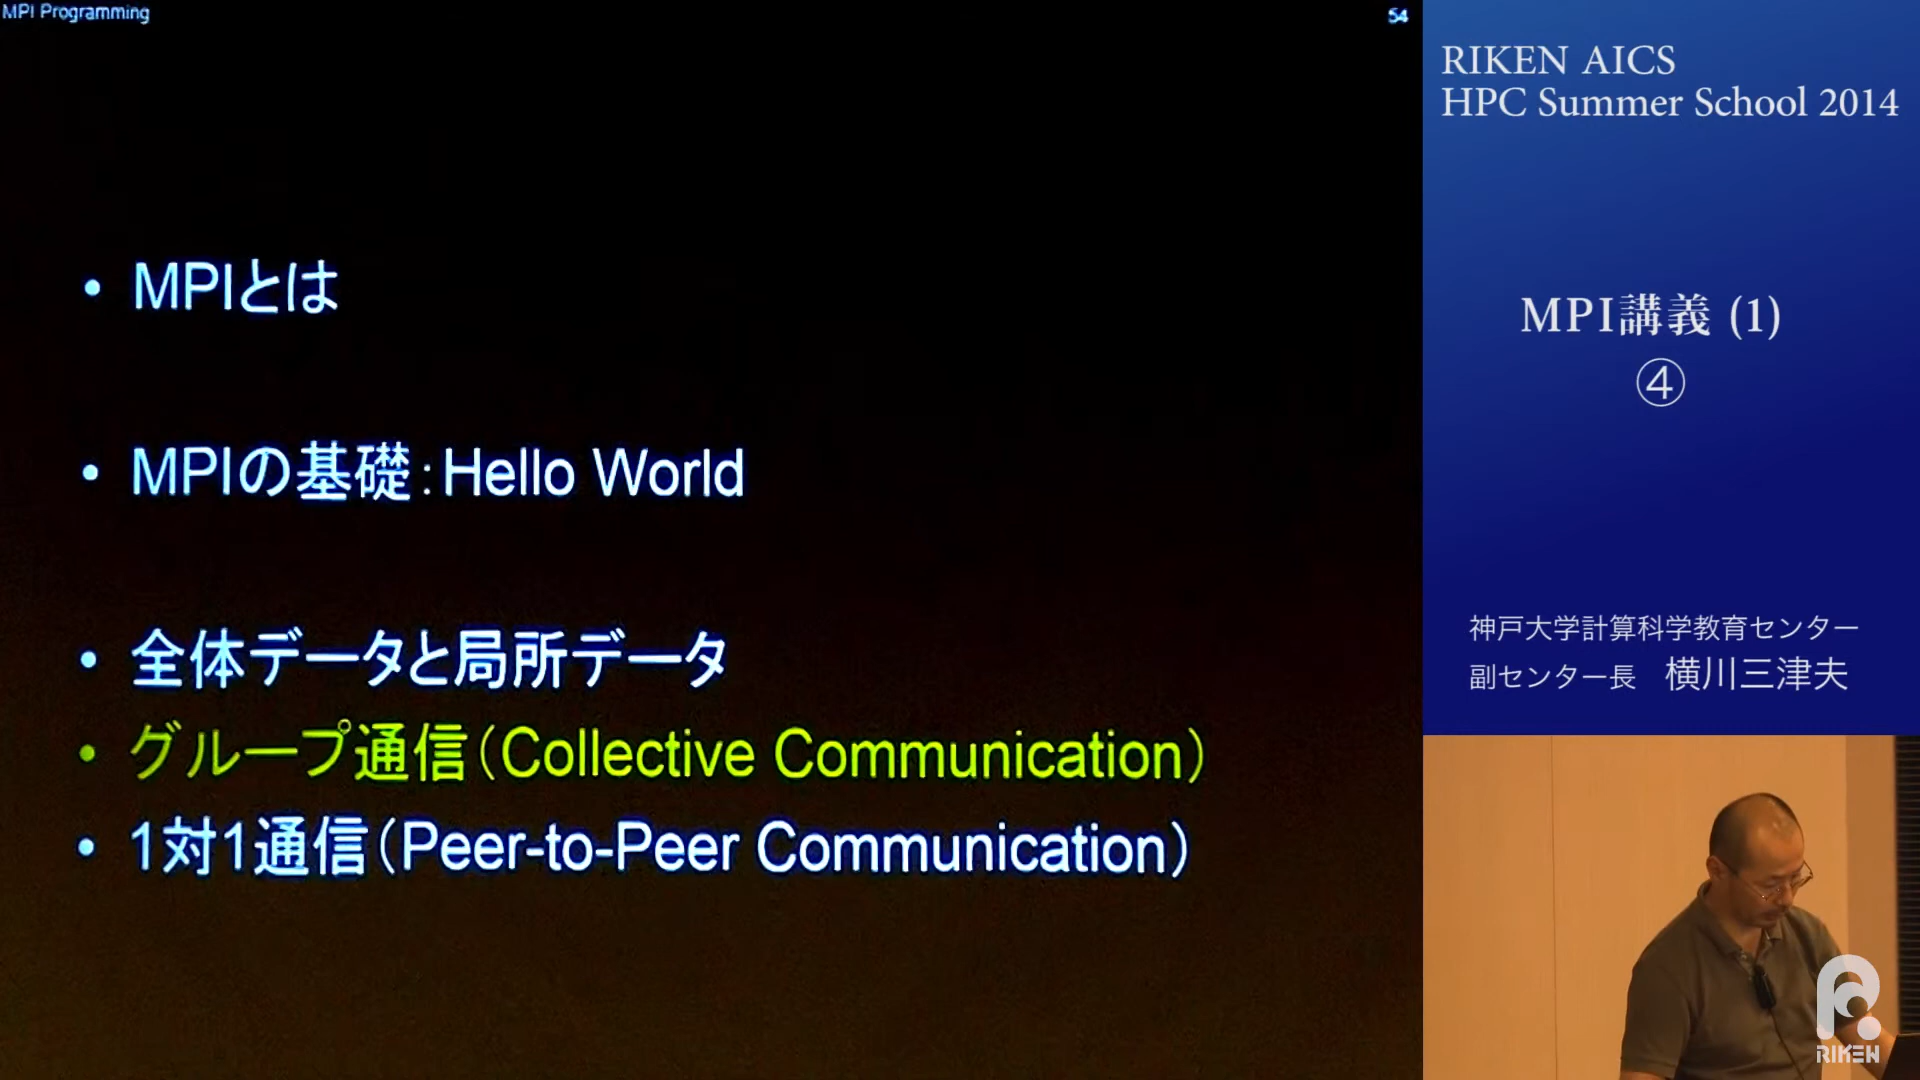 MPI Programming
54
• MPIとは
• MPIの基礎：Hello World
• 全体データと局所データ
• グループ通信（Collective Communication）
• 1対1通信（Peer-to-Peer Communication）
RIKEN AICS
HPC Summer School 2014
MPI講義 (1)
④
神戸大学計算科学教育センター
副センター長 横川三津夫
RIKEN